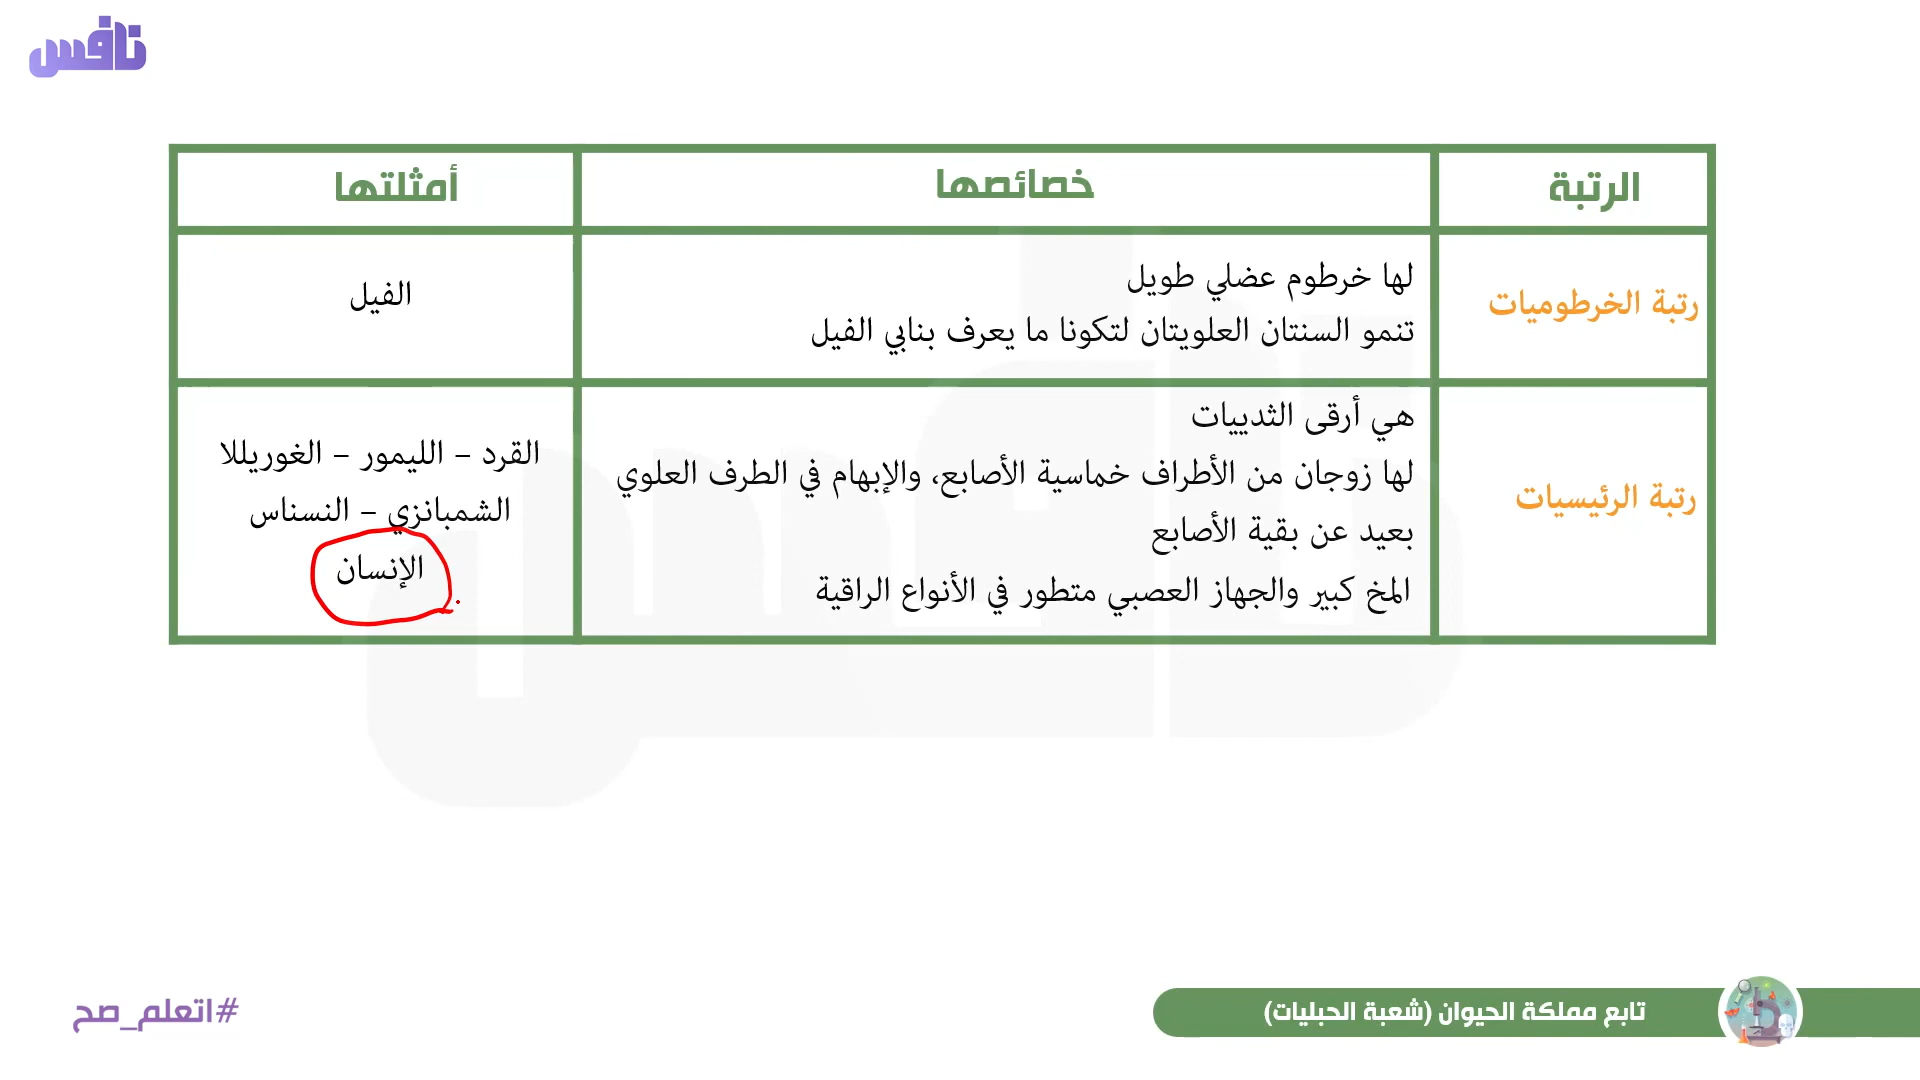 نافس
الرتبة
خصائصها
أمثلتها
رتبة الخرطوميات
لها خرطوم عضلي طويل
تنمو السنتان العلويتان لتكونا ما يعرف بنابي الفيل
الفيل
رتبة الرئيسيات
هي أرقى الثدييات
لها زوجان من الأطراف خماسية الأصابع، والإبهام في الطرف العلوي
بعيد عن بقية الأصابع
المخ كبير والجهاز العصبي متطور في الأنواع الراقية
القرد – الليمور – الغوريللا
الشمبانزي – النسناس
الإنسان
تابع مملكة الحيوان (شعبة الحبليات)
#اتعلم_صح